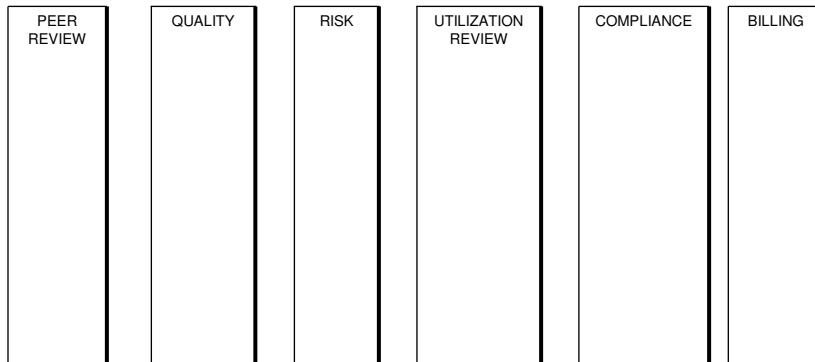 PEER
REVIEW
QUALITY
RISK
UTILIZATION
REVIEW
COMPLIANCE
BILLING